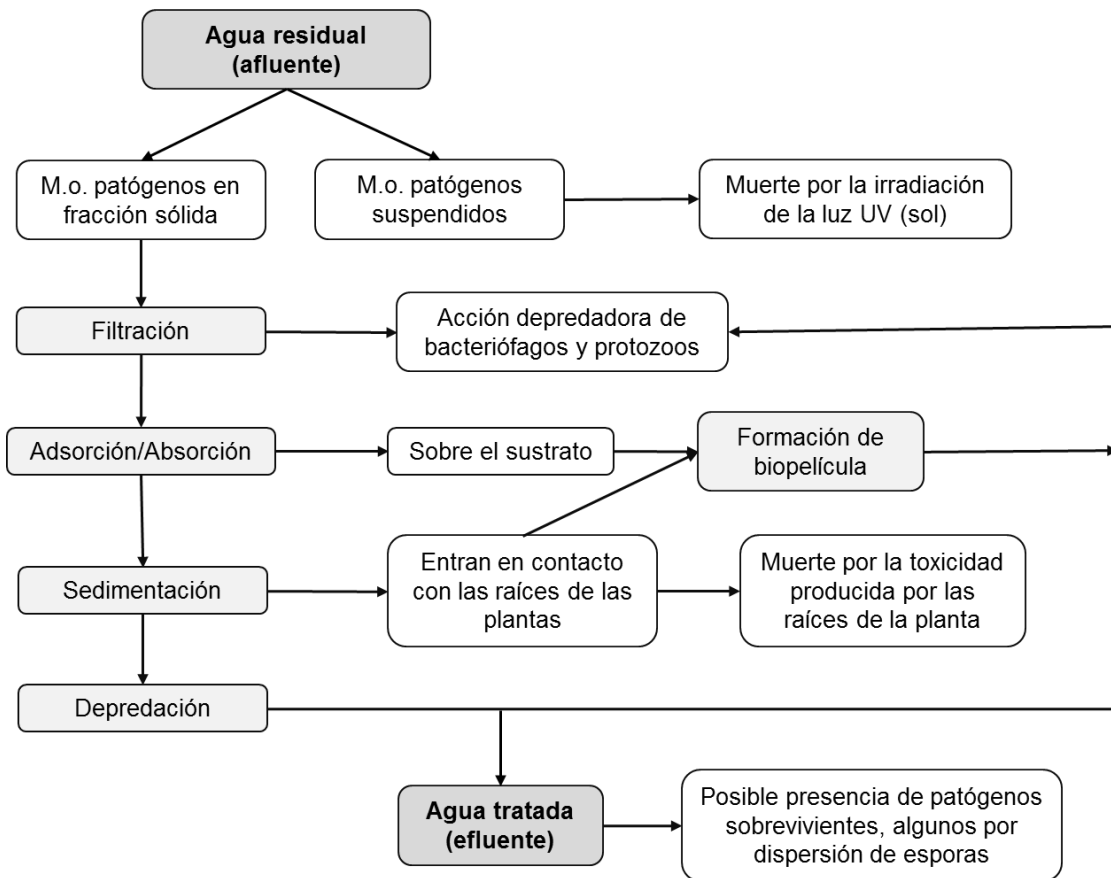 Agua residual
(afluente)
M.o. patógenos en
fracción sólida
M.o. patógenos
suspendidos
Muerte por la irradiación
de la luz UV (sol)
Filtración
Acción depredadora de
bacteriófagos y protozoos
Adsorción/Absorción
Sobre el sustrato
Formación de
biopelícula
Sedimentación
Entran en contacto
con las raíces de las
plantas
Muerte por la toxicidad
producida por las
raíces de la planta
Depredación
Agua tratada
(efluente)
Posible presencia de patógenos
sobrevivientes, algunos por
dispersión de esporas